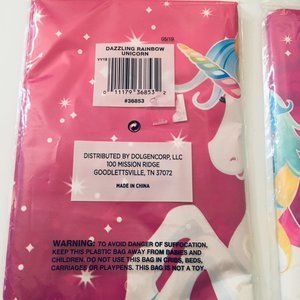 05/19
DAZZLING RAINBOW
UNICORN
VV18
0 11179 36853 2
#36853
DISTRIBUTED BY DOLGENCORP, LLC
100 MISSION RIDGE
GOODLETTSVILLE, TN 37072
MADE IN CHINA
WARNING: TO AVOID DANGER OF SUFFOCATION,
KEEP THIS PLASTIC BAG AWAY FROM BABIES AND
CHILDREN. DO NOT USE THIS BAG IN CRIBS, BEDS,
CARRIAGES OR PLAYPENS. THIS BAG IS NOT A TOY.